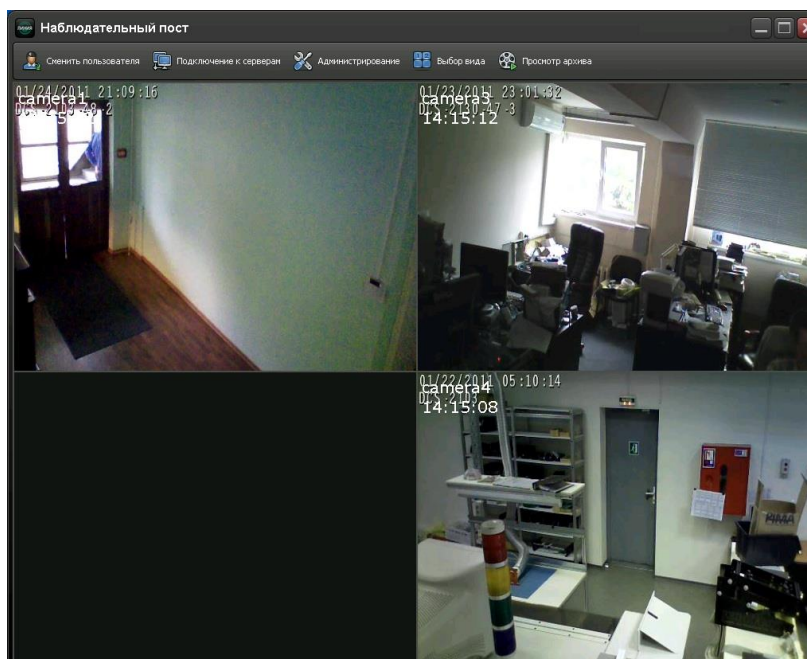 Наблюдательный пост
Сменить пользователя
Подключение к серверам
Администрирование
Выбор вида
Просмотр архива
01/24/2011 21:09:16
camera1
01/23/2011 23:01:32
camera3
14:15:12
01/22/2011 05:10:14
camera4
14:15:08
PIMA